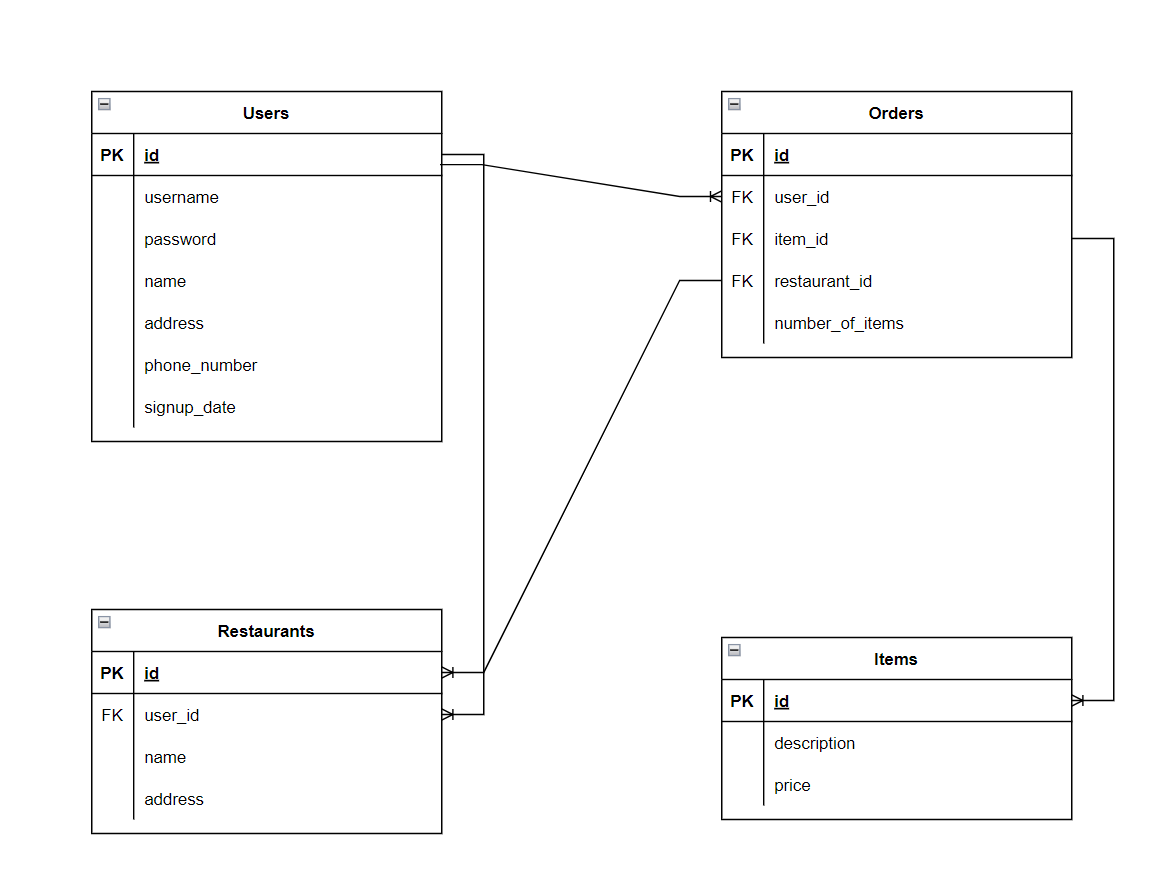 Users
PK id
username
password
name
address
phone_number
signup_date
Orders
PK id
FK user_id
FK item_id
FK restaurant_id
number_of_items
Restaurants
PK id
FK user_id
name
address
Items
PK id
description
price